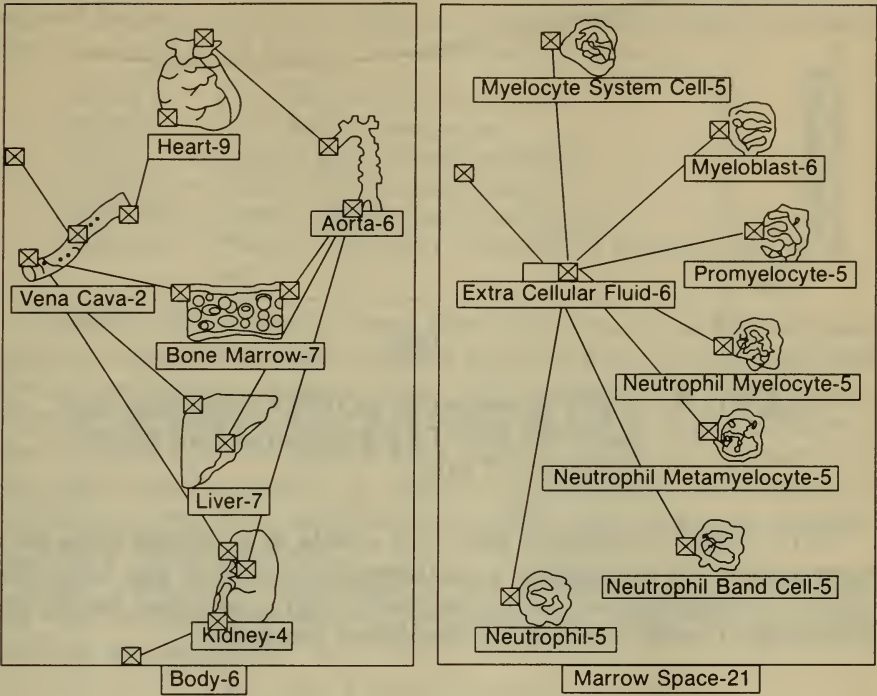 Heart-9
Aorta-6
Vena Cava-2
Bone Marrow-7
Liver-7
Kidney-4
Body-6
Myelocyte System Cell-5
Myeloblast-6
Promyelocyte-5
Extra Cellular Fluid-6
Neutrophil Myelocyte-5
Neutrophil Metamyelocyte-5
Neutrophil Band Cell-5
Neutrophil-5
Marrow Space-21